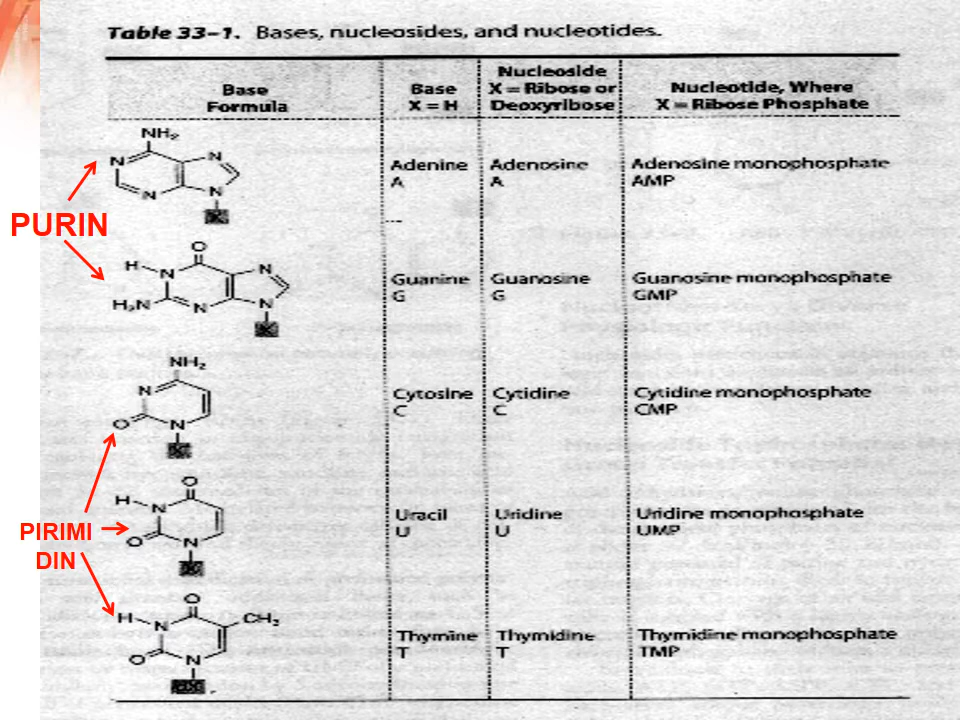 Table 33–1. Bases, nucleosides, and nucleotides.
Base Formula
Base X = H
Nucleoside X = Ribose or Deoxyribose
Nucleotide, Where X = Ribose Phosphate
PURIN
NH₂
N
N
N
N
X
Adenine A
Adenosine A
Adenosine monophosphate AMP
O
H
N
N
H₂N
N
N
X
Guanine G
Guanosine G
Guanosine monophosphate GMP
PIRIMI
DIN
NH₂
N
O
N
X
Cytosine C
Cytidine C
Cytidine monophosphate CMP
O
H
N
O
N
X
Uracil U
Uridine U
Uridine monophosphate UMP
O
H
N
CH₃
O
N
Thymine T
Thymidine T
Thymidine monophosphate TMP